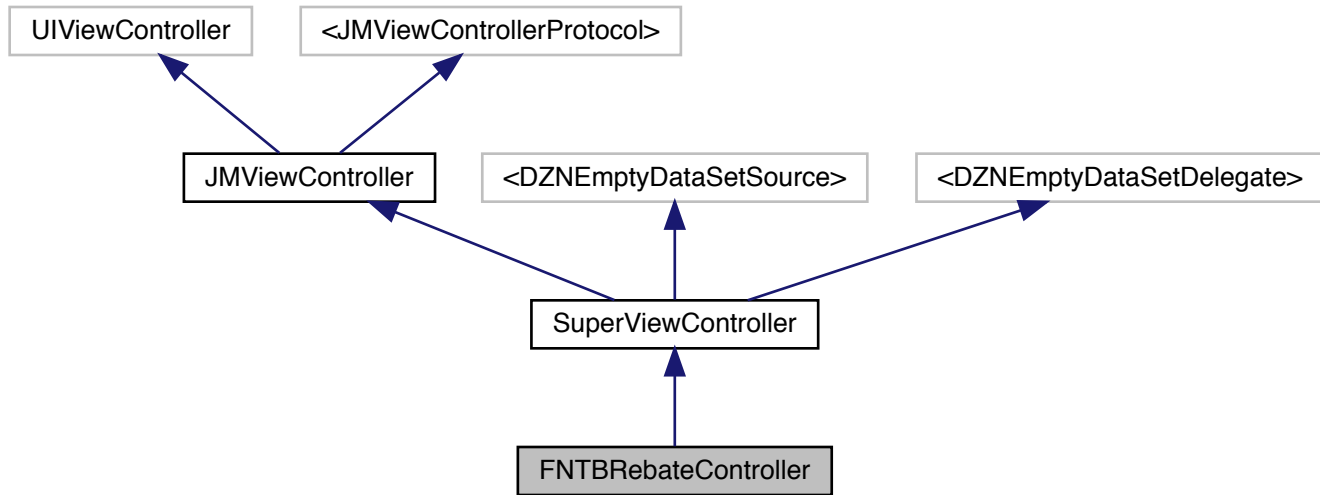 UIViewController
<JMViewControllerProtocol>
JMViewController
<DZNEmptyDataSetSource>
<DZNEmptyDataSetDelegate>
SuperViewController
FNTBRebateController